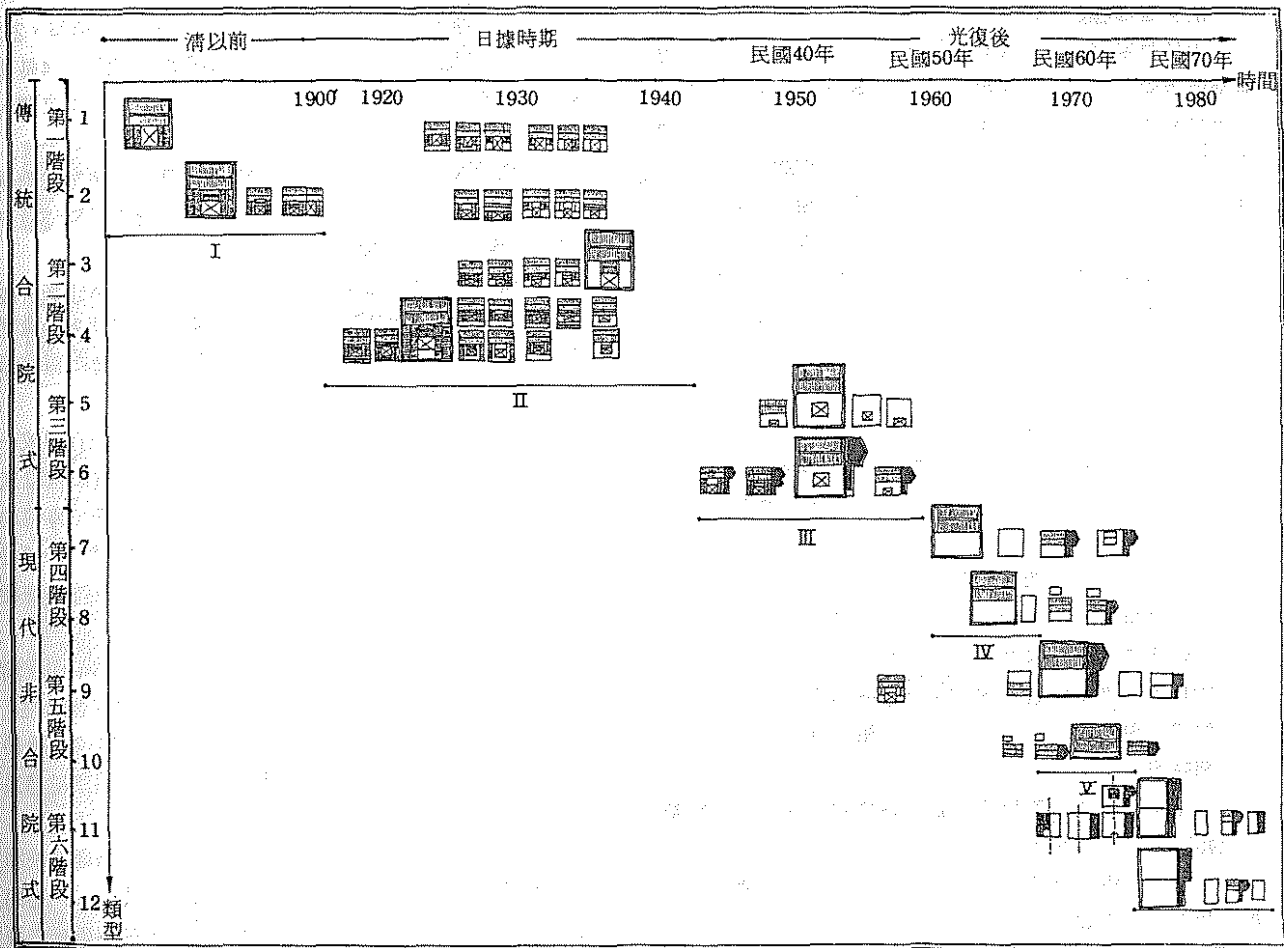 清以前
日據時期
光復後
民國40年
民國50年
民國60年
民國70年
1900 1920 1930 1940 1950 1960 1970 1980
時間
傳統合院式
現代非合院式
第一階段
第二階段
第三階段
第四階段
第五階段
第六階段
1
2
3
4
5
6
7
8
9
10
11
12
類型
I
II
III
IV
V